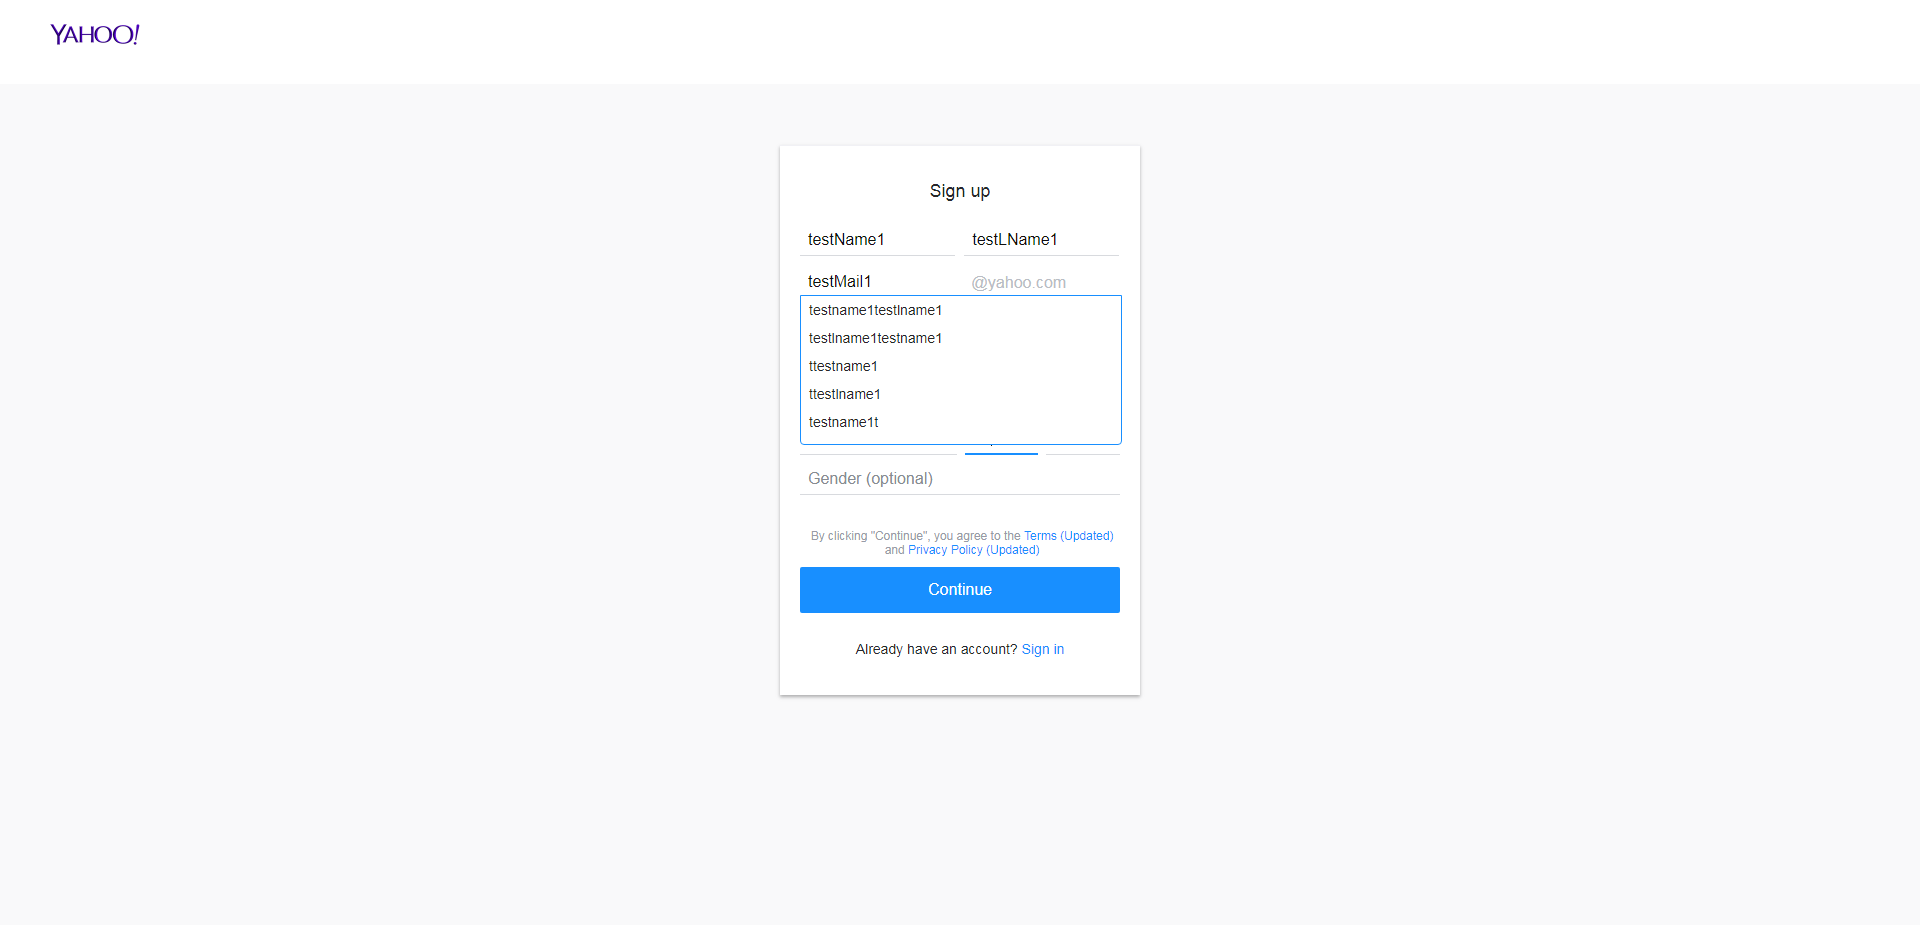 YAHOO!
Sign up
testName1 testLName1
testMail1 @yahoo.com
testname1testlname1
testlname1testname1
ttestname1
ttestlname1
testname1t
Gender (optional)
By clicking "Continue", you agree to the Terms (Updated)
and Privacy Policy (Updated)
Continue
Already have an account? Sign in